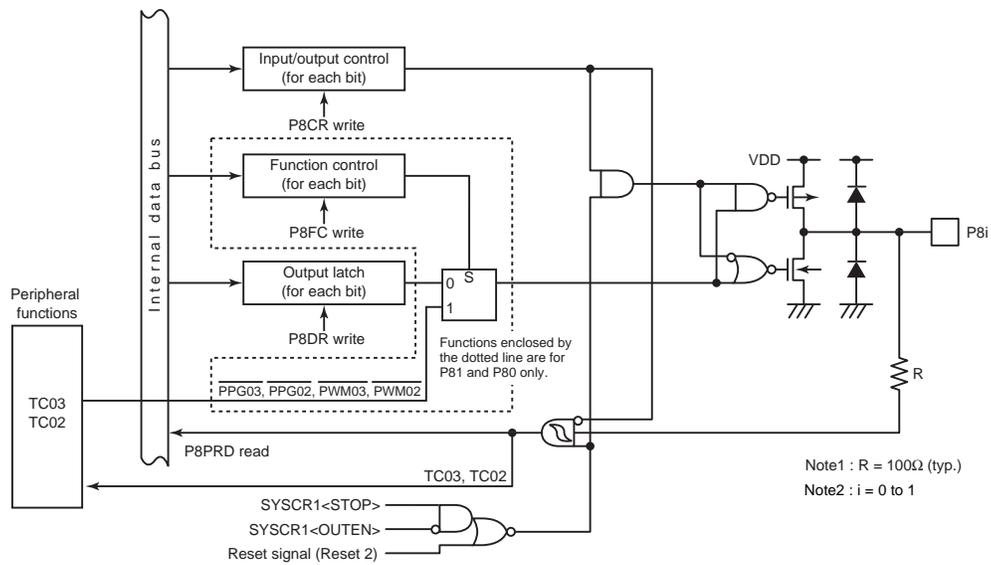 Input/output control
(for each bit)
P8CR write
Internal data bus
Function control
(for each bit)
P8FC write
VDD
P8i
Output latch
(for each bit)
S
0
1
P8DR write
Peripheral
functions
Functions enclosed by
the dotted line are for
P81 and P80 only.
R
PPG03, PPG02, PWM03, PWM02
TC03
TC02
P8PRD read
TC03, TC02
Note1 : R = 100Ω (typ.)
Note2 : i = 0 to 1
SYSCR1<STOP>
SYSCR1<OUTEN>
Reset signal (Reset 2)